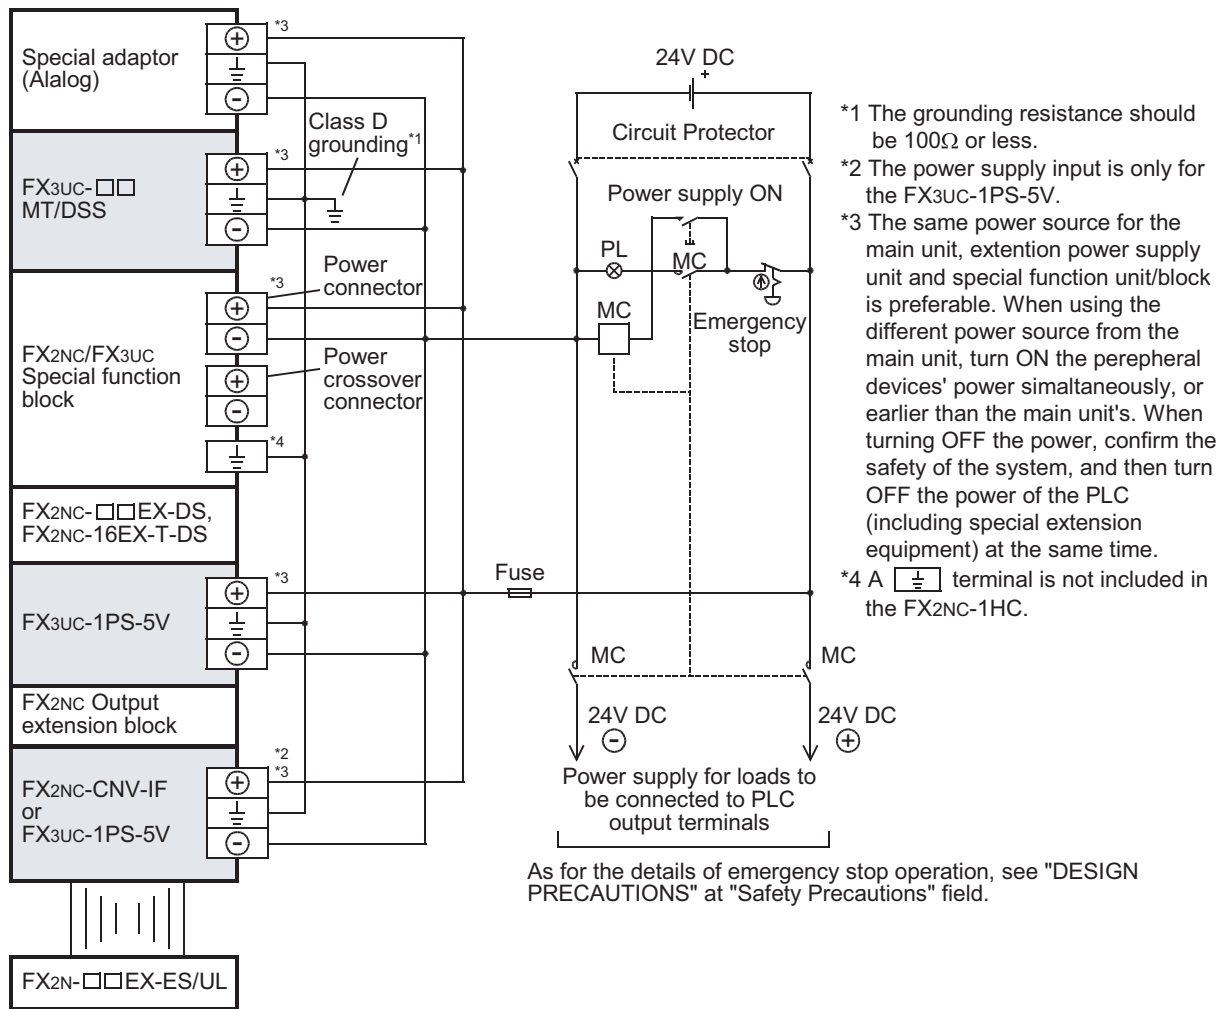 Special adaptor
(Alalog)
*3
FX3UC-□□
MT/DSS
*3
Class D
grounding*1
FX2NC/FX3UC
Special function
block
*3
Power
connector
Power
crossover
connector
*4
FX2NC-□□EX-DS,
FX2NC-16EX-T-DS
FX3UC-1PS-5V
*3
FX2NC Output
extension block
FX2NC-CNV-IF
or
FX3UC-1PS-5V
*2
*3
FX2N-□□EX-ES/UL
24V DC
+
Circuit Protector
Power supply ON
PL
MC
MC
Emergency
stop
Fuse
MC
MC
24V DC
24V DC
Power supply for loads to
be connected to PLC
output terminals
As for the details of emergency stop operation, see "DESIGN
PRECAUTIONS" at "Safety Precautions" field.
*1 The grounding resistance should
be 100Ω or less.
*2 The power supply input is only for
the FX3UC-1PS-5V.
*3 The same power source for the
main unit, extention power supply
unit and special function unit/block
is preferable. When using the
different power source from the
main unit, turn ON the perepheral
devices' power simaltaneously, or
earlier than the main unit's. When
turning OFF the power, confirm the
safety of the system, and then turn
OFF the power of the PLC
(including special extension
equipment) at the same time.
*4 A ⏚ terminal is not included in
the FX2NC-1HC.